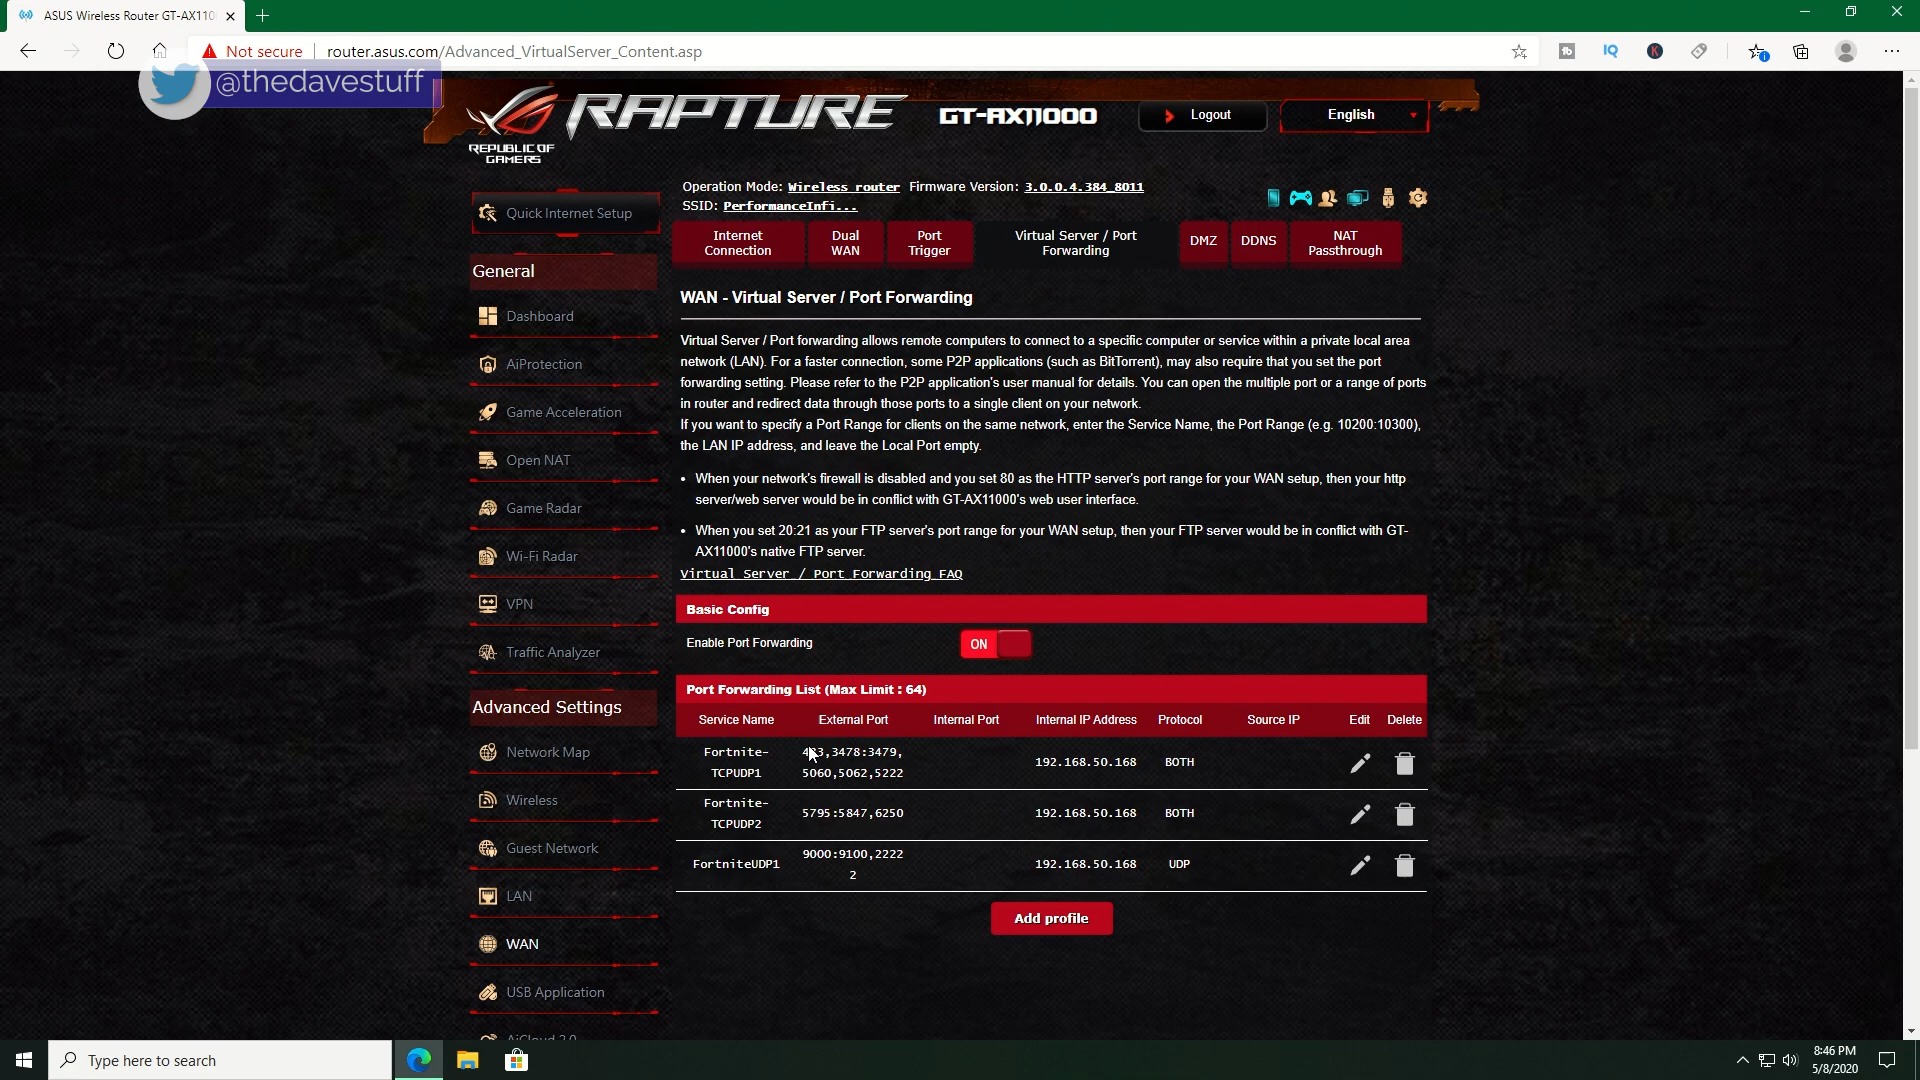 ASUS Wireless Router GT-AX110
Not secure
router.asus.com/Advanced_VirtualServer_Content.asp
@thedavestuff
REPUBLIC OF
GAMERS
RAPTURE
GT-AX11000
Logout
English
Operation Mode: Wireless router Firmware Version: 3.0.0.4.384_8011
SSID: PerformanceInfi...
Internet
Connection
Dual
WAN
Port
Trigger
Virtual Server / Port
Forwarding
DMZ
DDNS
NAT
Passthrough
Quick Internet Setup
General
Dashboard
AiProtection
Game Acceleration
Open NAT
Game Radar
Wi-Fi Radar
VPN
Traffic Analyzer
Advanced Settings
Network Map
Wireless
Guest Network
LAN
WAN
USB Application
AiCloud 2.0
WAN - Virtual Server / Port Forwarding
Virtual Server / Port forwarding allows remote computers to connect to a specific computer or service within a private local area
network (LAN). For a faster connection, some P2P applications (such as BitTorrent), may also require that you set the port
forwarding setting. Please refer to the P2P application's user manual for details. You can open the multiple port or a range of ports
in router and redirect data through those ports to a single client on your network.
If you want to specify a Port Range for clients on the same network, enter the Service Name, the Port Range (e.g. 10200:10300),
the LAN IP address, and leave the Local Port empty.
• When your network's firewall is disabled and you set 80 as the HTTP server's port range for your WAN setup, then your http
server/web server would be in conflict with GT-AX11000's web user interface.
• When you set 20:21 as your FTP server's port range for your WAN setup, then your FTP server would be in conflict with GT-
AX11000's native FTP server.
Virtual Server / Port Forwarding FAQ
Basic Config
Enable Port Forwarding
ON
Port Forwarding List (Max Limit : 64)
Service Name External Port Internal Port Internal IP Address Protocol Source IP Edit Delete
Fortnite-
TCPUDP1
3478:3479,
5060,5062,5222
192.168.50.168
BOTH
Fortnite-
TCPUDP2
5795:5847,6250
192.168.50.168
BOTH
FortniteUDP1
9000:9100,2222
2
192.168.50.168
UDP
Add profile
Type here to search
8:46 PM
5/8/2020